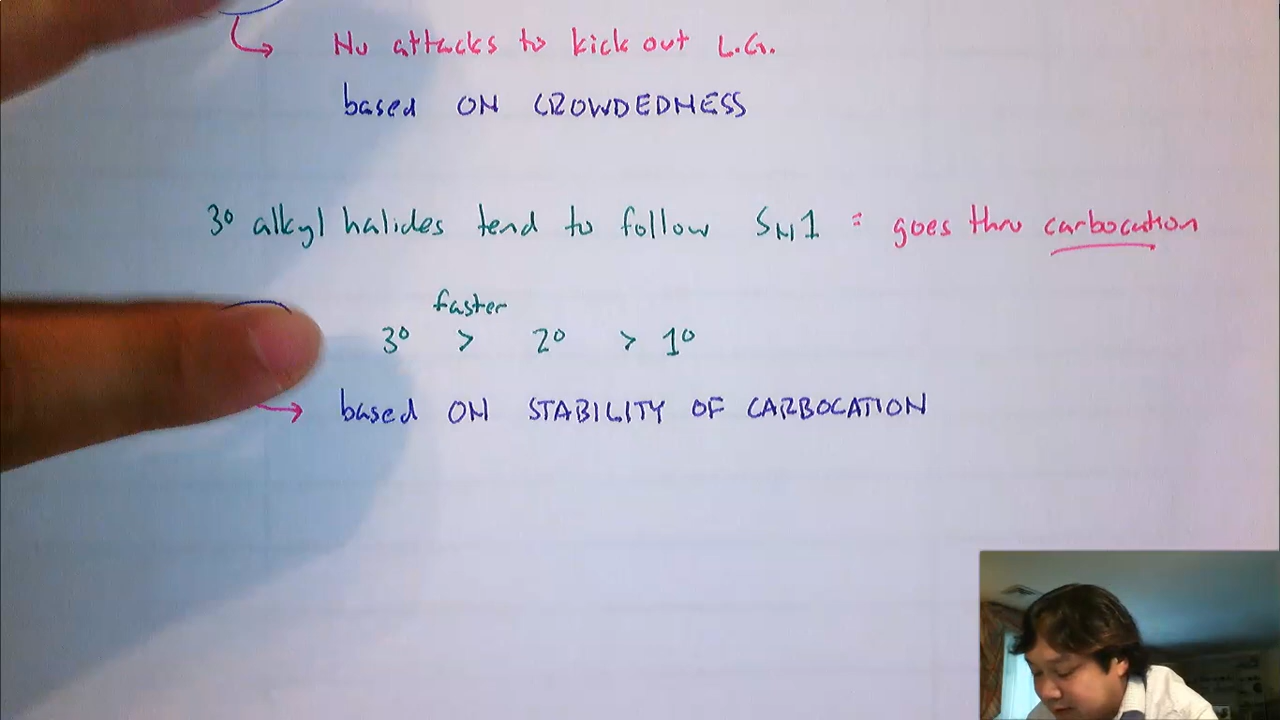 Nu attacks to kick out L.G.
based ON CROWDEDNESS
3° alkyl halides tend to follow SN1 : goes thru carbocation
faster
3° > 2° > 1°
based ON STABILITY OF CARBOCATION